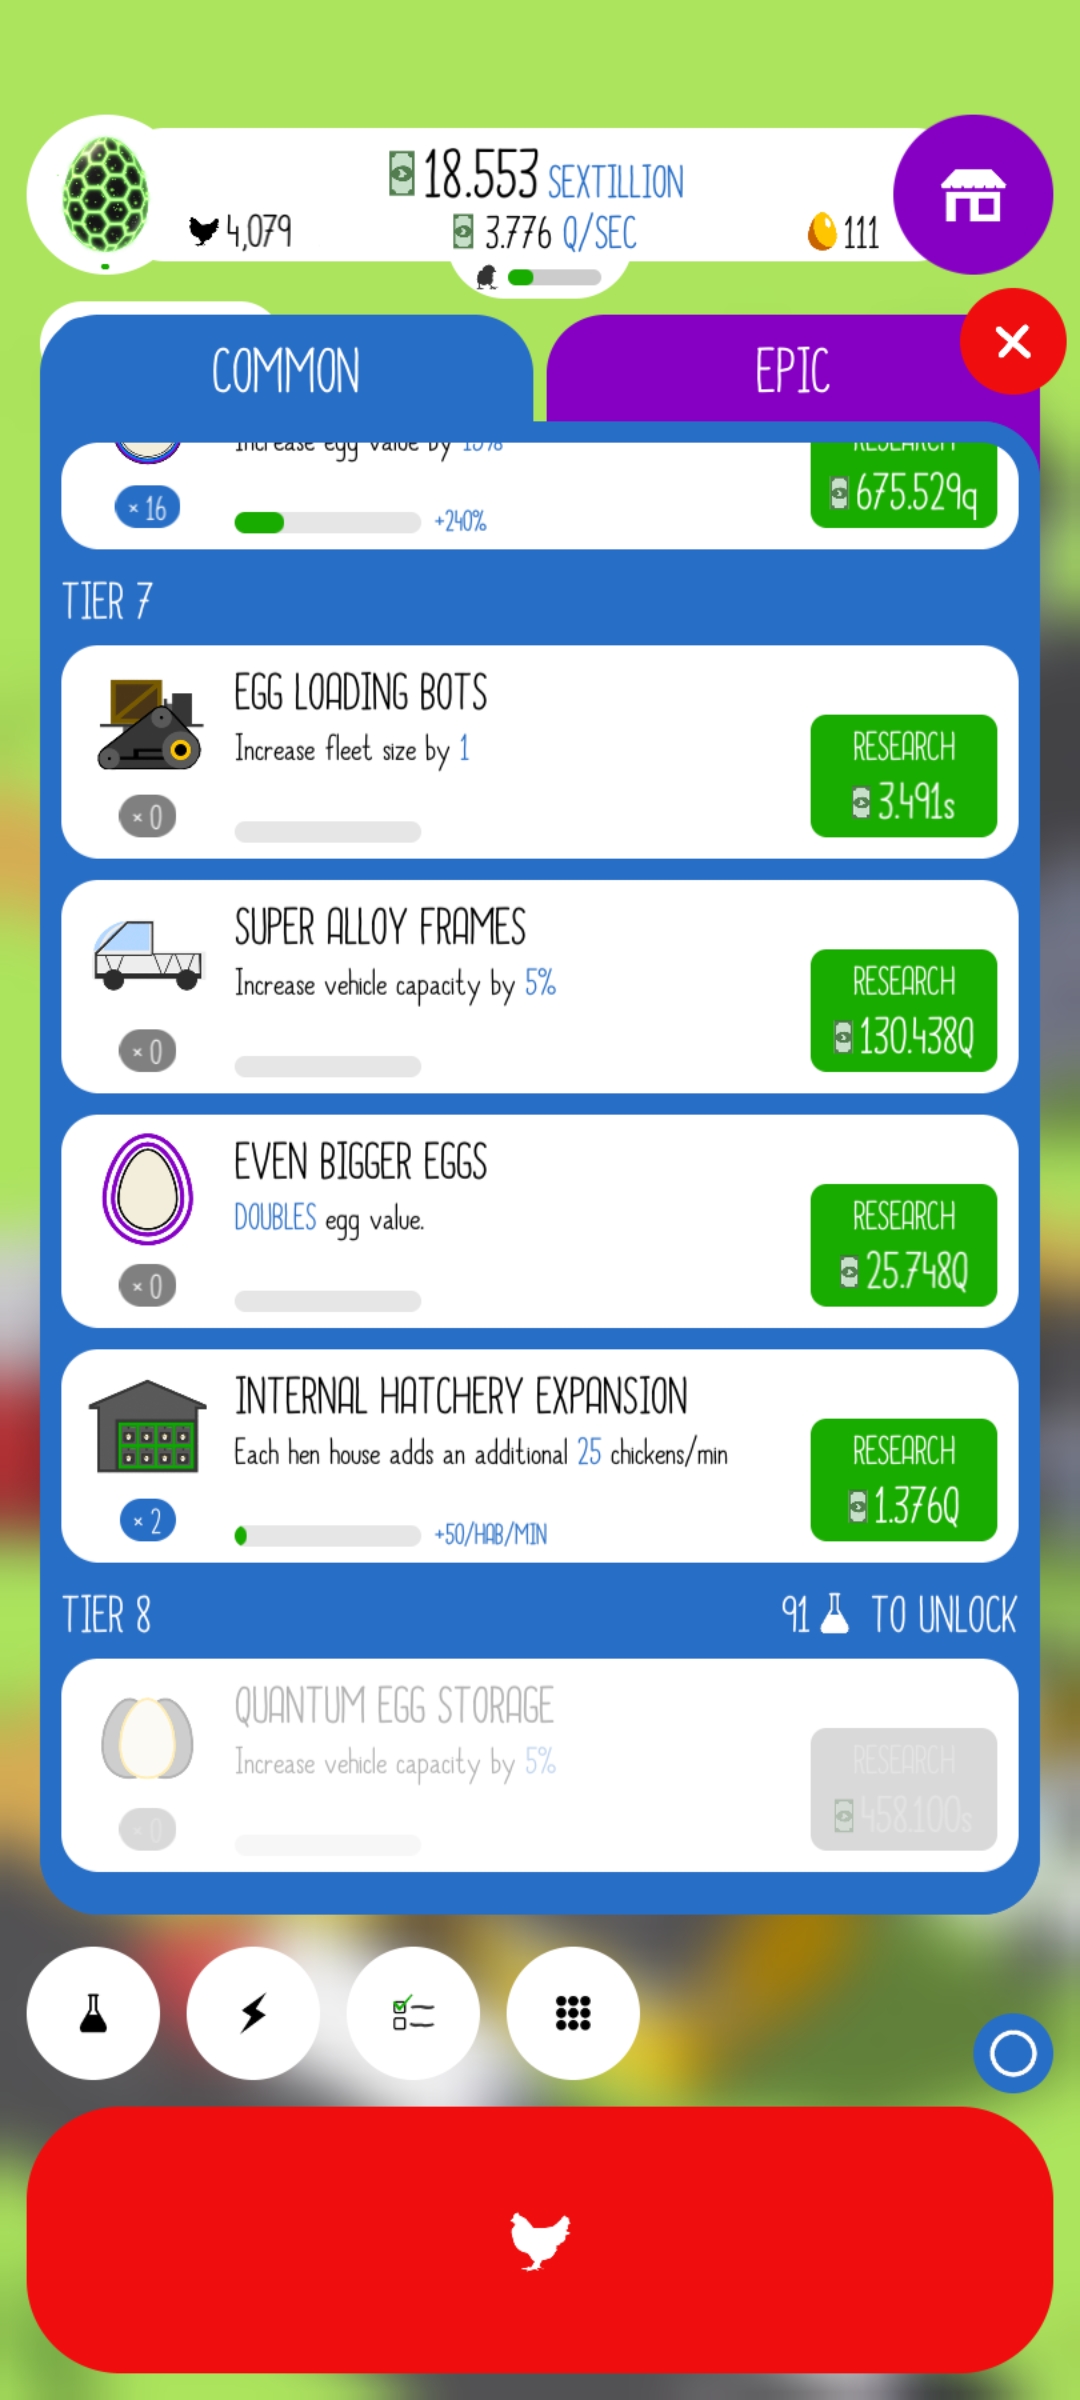 18.553 SEXTILLION
4,079
3.776 Q/SEC
111
COMMON
EPIC
Increase egg value by 15%
RESEARCH
675.529q
× 16
+240%
TIER 7
EGG LOADING BOTS
Increase fleet size by 1
RESEARCH
3.491s
× 0
SUPER ALLOY FRAMES
Increase vehicle capacity by 5%
RESEARCH
130.438Q
× 0
EVEN BIGGER EGGS
DOUBLES egg value.
RESEARCH
25.748Q
× 0
INTERNAL HATCHERY EXPANSION
Each hen house adds an additional 25 chickens/min
RESEARCH
1.376Q
× 2
+50/HAB/MIN
TIER 8
91 TO UNLOCK
QUANTUM EGG STORAGE
Increase vehicle capacity by 5%
RESEARCH
458.100s
× 0